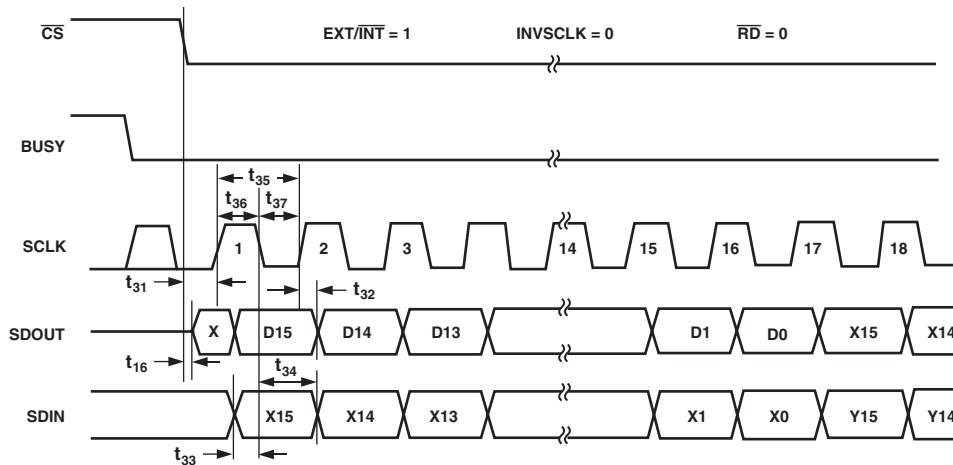 CS EXT/INT = 1 INVSCLK = 0 RD = 0
BUSY
t35
t36 t37
SCLK 1 2 3 14 15 16 17 18
t31 t32
SDOUT X D15 D14 D13 D1 D0 X15 X14
t16 t34
SDIN X15 X14 X13 X1 X0 Y15 Y14
t33